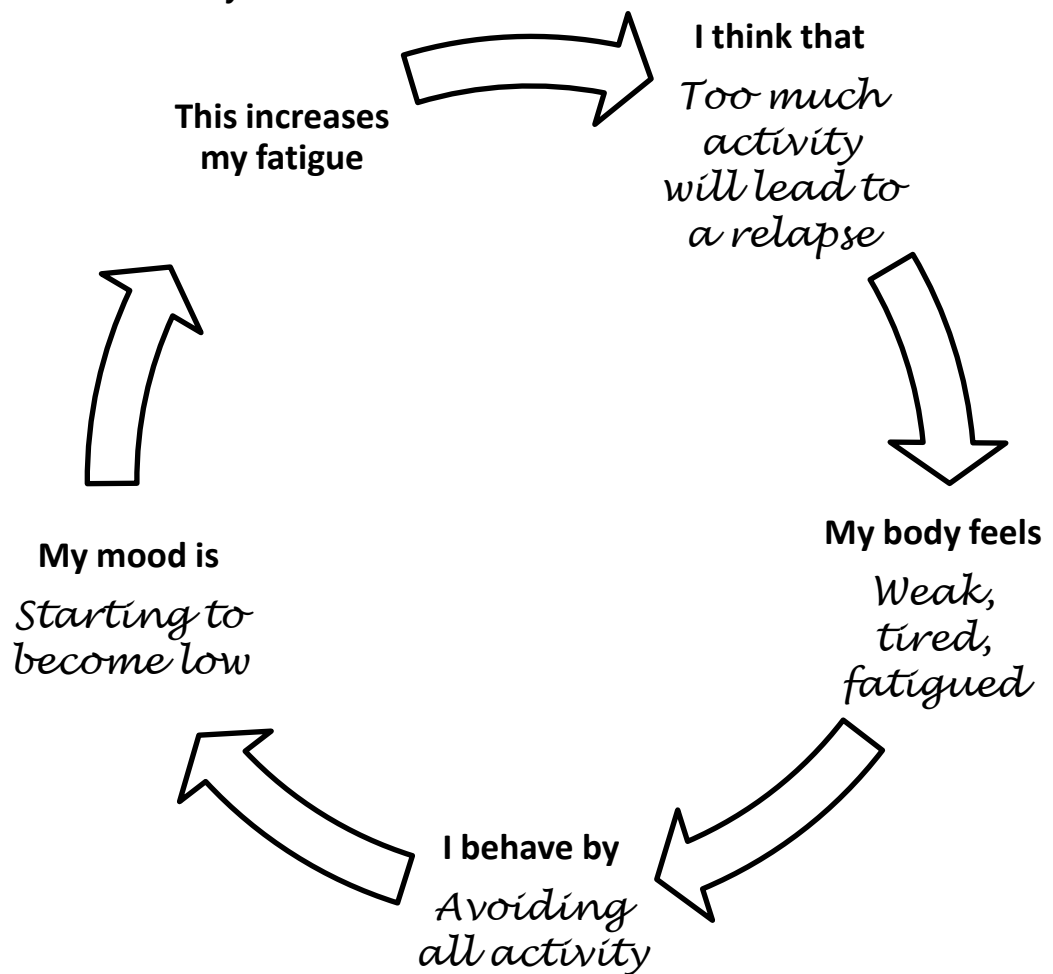 I think that
Too much
activity
will lead to
a relapse
This increases
my fatigue
My body feels
Weak,
tired,
fatigued
My mood is
Starting to
become low
I behave by
Avoiding
all activity